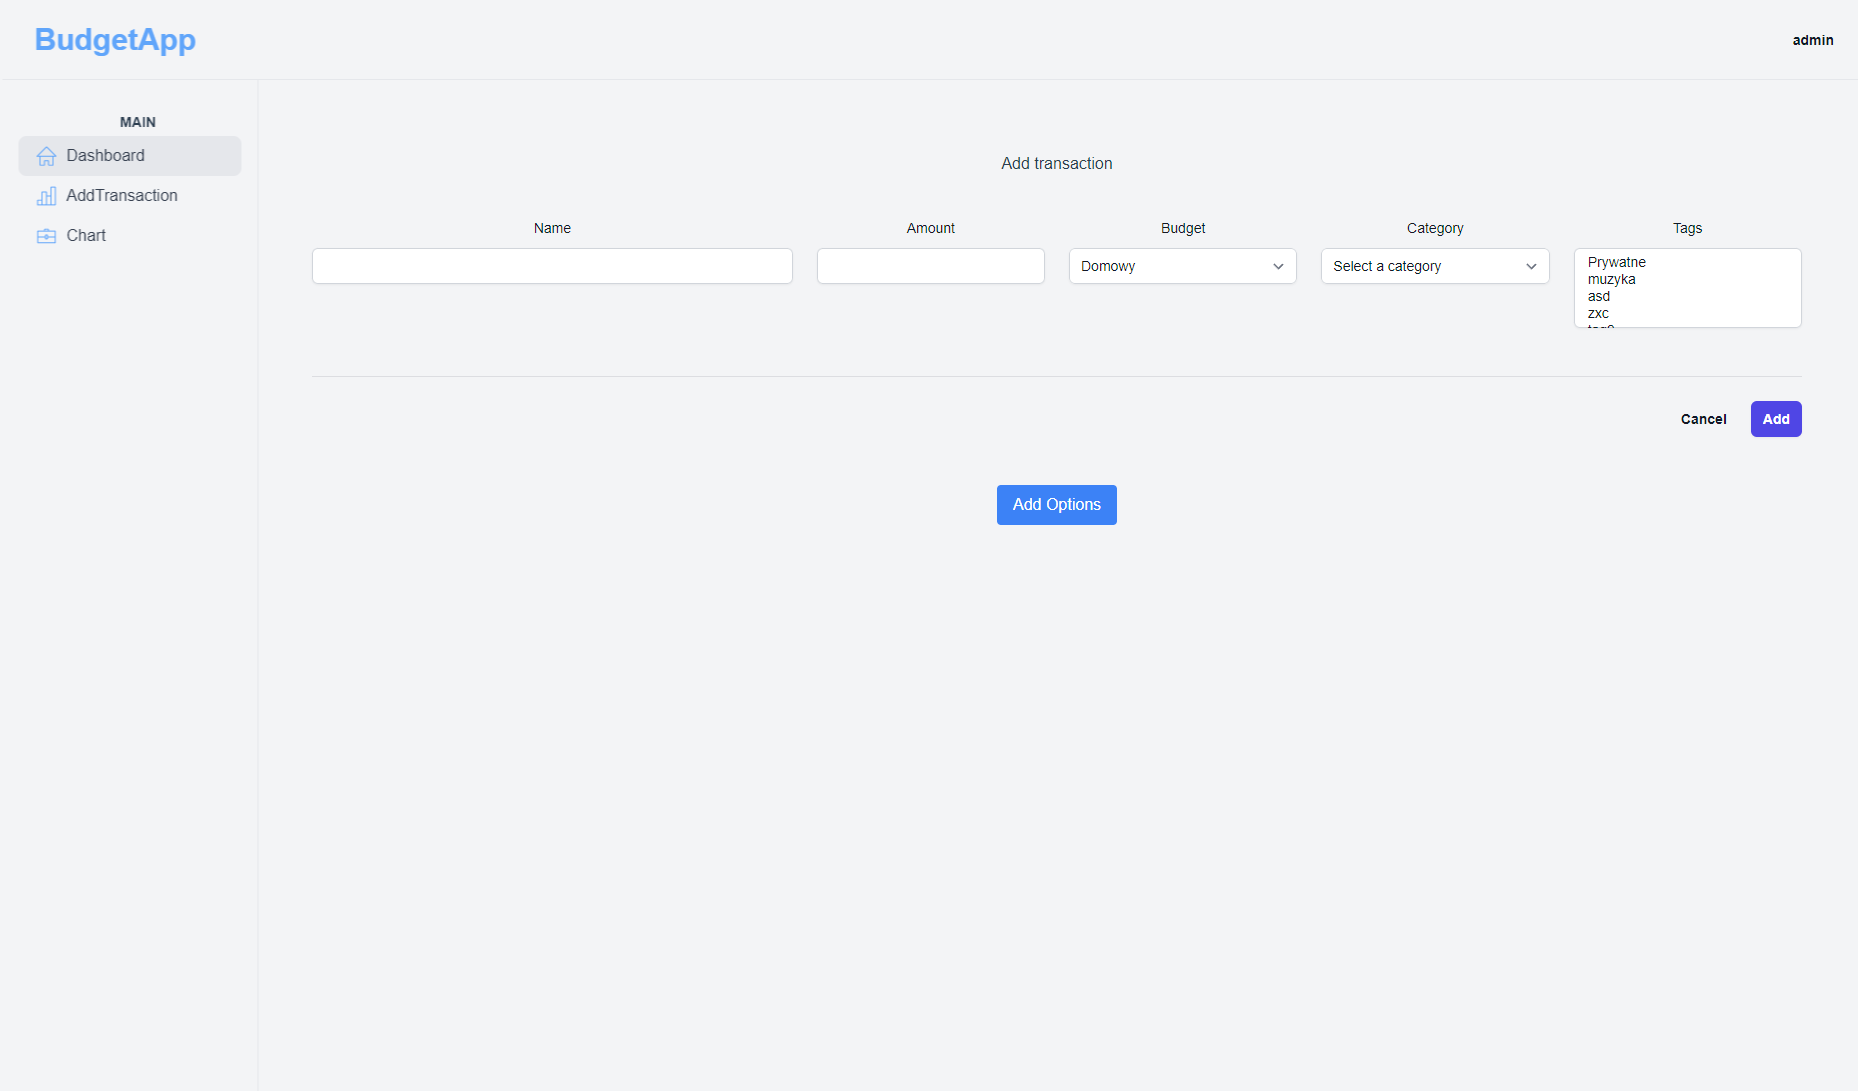 BudgetApp
admin
MAIN
Dashboard
AddTransaction
Chart
Add transaction
Name
Amount
Budget
Category
Tags
Domowy
Select a category
Prywatne
muzyka
asd
zxc
Cancel
Add
Add Options